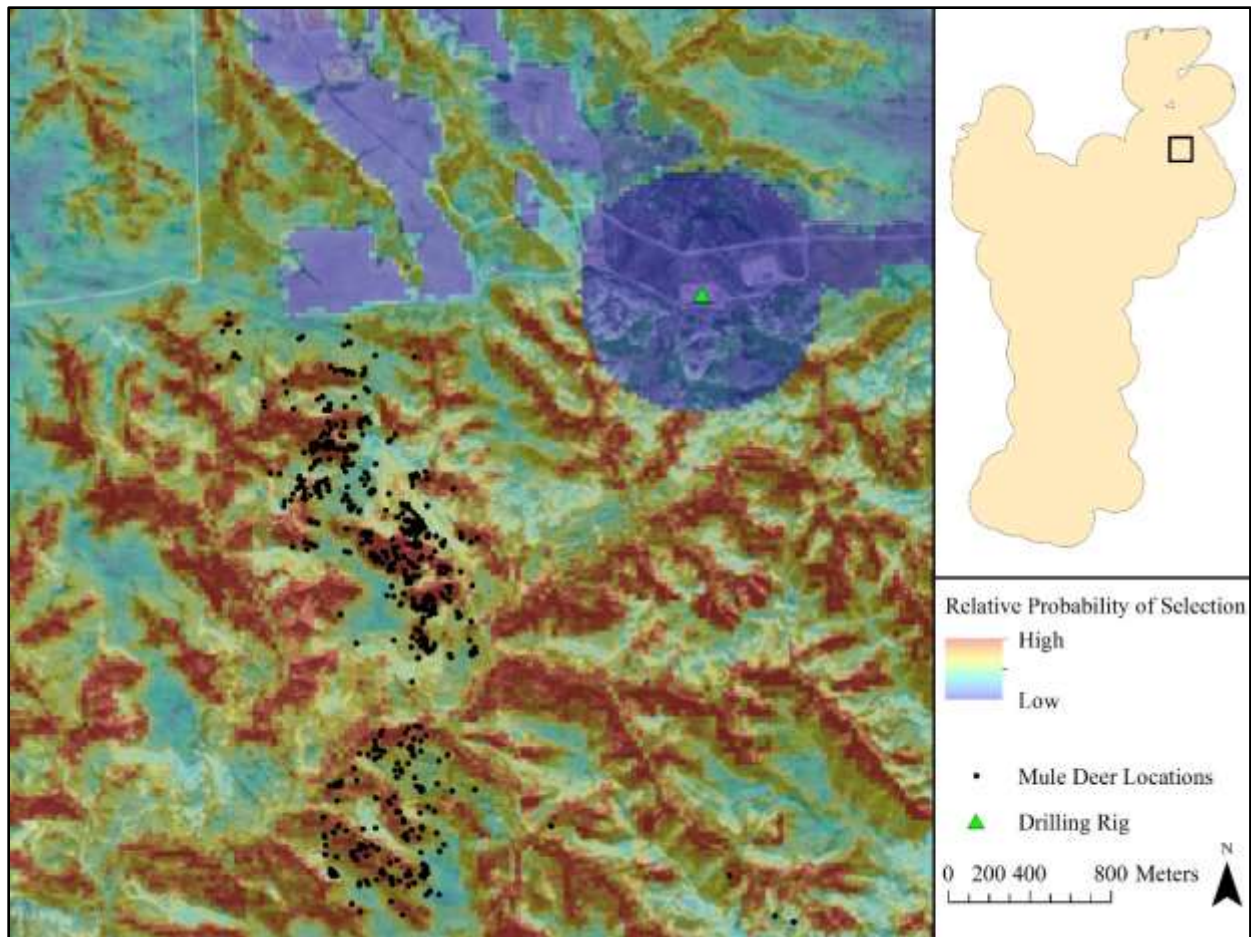 Relative Probability of Selection
High
Low
Mule Deer Locations
Drilling Rig
N
0 200 400 800 Meters